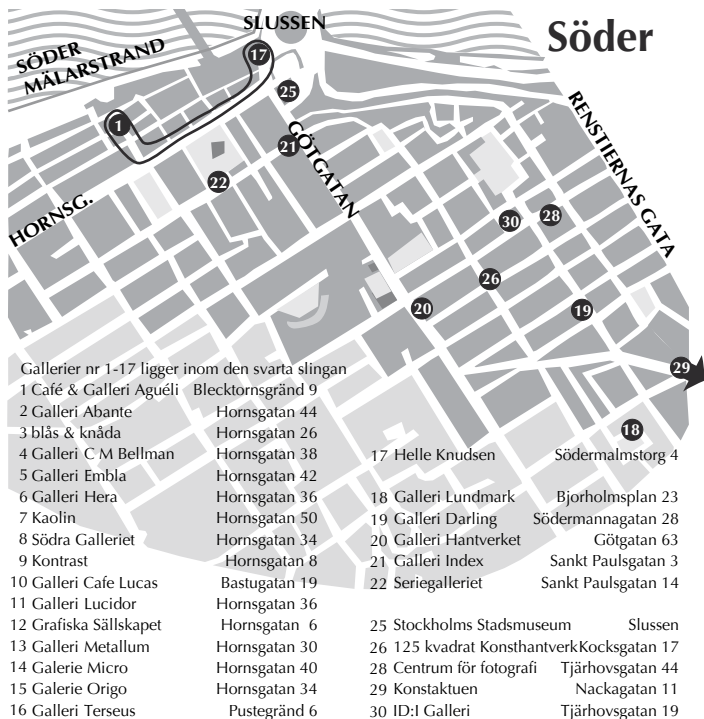 SLUSSEN
Söder
SÖDER
MÄLARSTRAND
17
25
1
RENSTIERNAS GATA
GÖTGATAN
21
22
HORNSG.
30
28
26
20
19
29
18
Gallerier nr 1-17 ligger inom den svarta slingan
1 Café & Galleri Aguéli Blecktornsgränd 9
2 Galleri Abante Hornsgatan 44
3 blås & knåda Hornsgatan 26
4 Galleri C M Bellman Hornsgatan 38
5 Galleri Embla Hornsgatan 42
6 Galleri Hera Hornsgatan 36
7 Kaolin Hornsgatan 50
8 Södra Galleriet Hornsgatan 34
9 Kontrast Hornsgatan 8
10 Galleri Cafe Lucas Bastugatan 19
11 Galleri Lucidor Hornsgatan 36
12 Grafiska Sällskapet Hornsgatan 6
13 Galleri Metallum Hornsgatan 30
14 Galerie Micro Hornsgatan 40
15 Galerie Origo Hornsgatan 34
16 Galleri Terseus Pustegränd 6
17 Helle Knudsen Södermalmstorg 4
18 Galleri Lundmark Bjorholmsplan 23
19 Galleri Darling Södermannagatan 28
20 Galleri Hantverket Götgatan 63
21 Galleri Index Sankt Paulsgatan 3
22 Seriegalleriet Sankt Paulsgatan 14
25 Stockholms Stadsmuseum Slussen
26 125 kvadrat KonsthantverkKocksgatan 17
28 Centrum för fotografi Tjärhovsgatan 44
29 Konstaktuen Nackagatan 11
30 ID:I Galleri Tjärhovsgatan 19